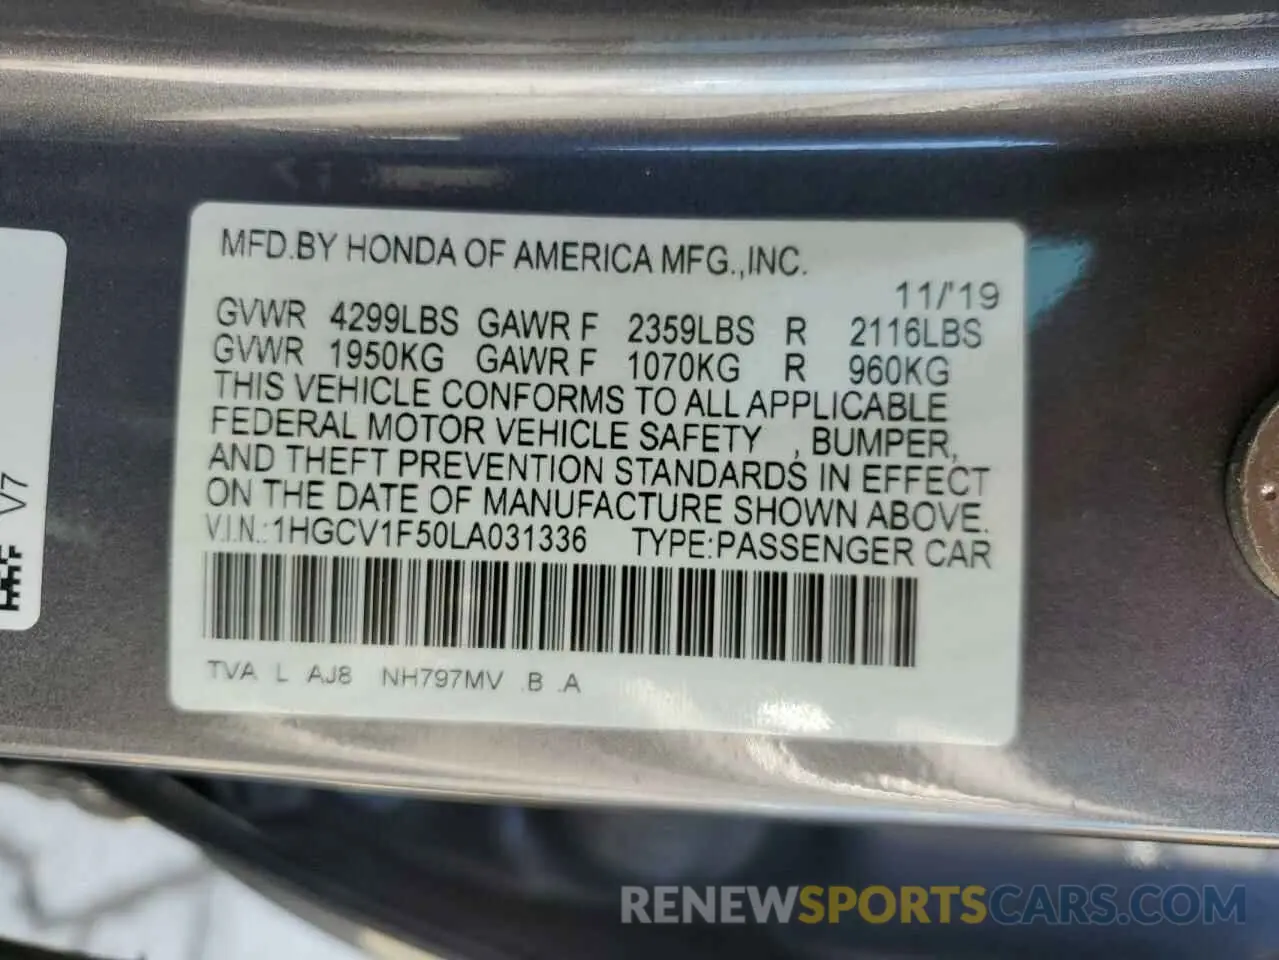 MFD.BY HONDA OF AMERICA MFG.,INC.
11/'19
GVWR 4299LBS GAWR F 2359LBS R 2116LBS
GVWR 1950KG GAWR F 1070KG R 960KG
THIS VEHICLE CONFORMS TO ALL APPLICABLE
FEDERAL MOTOR VEHICLE SAFETY , BUMPER,
AND THEFT PREVENTION STANDARDS IN EFFECT
ON THE DATE OF MANUFACTURE SHOWN ABOVE.
V.I.N.:1HGCV1F50LA031336 TYPE:PASSENGER CAR
TVA L AJ8 NH797MV .B .A
V7
RENEWSPORTSCARS.COM